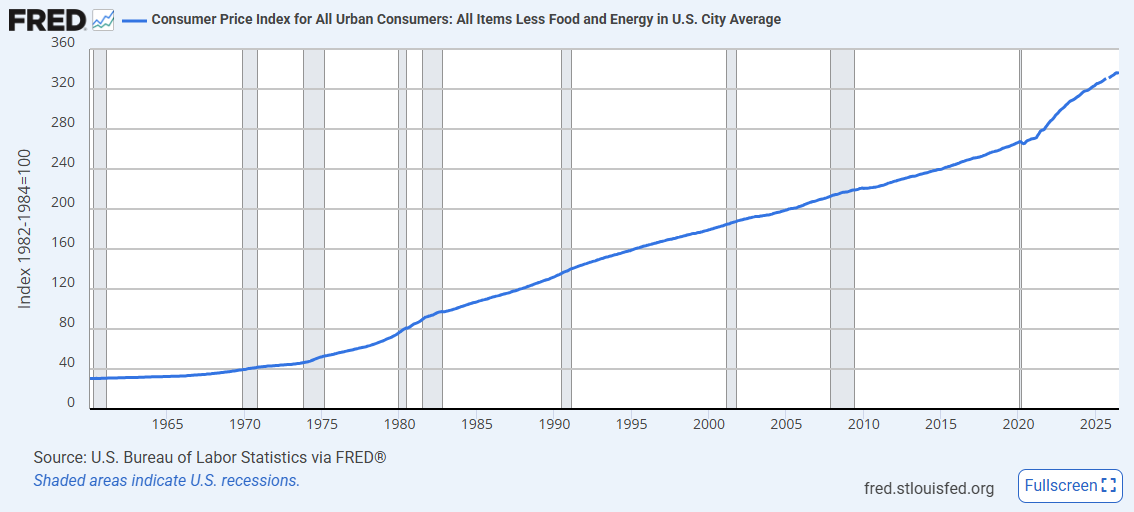 FRED Consumer Price Index for All Urban Consumers: All Items Less Food and Energy in U.S. City Average
360
320
280
240
200
160
120
80
40
0
Index 1982-1984=100
1965 1970 1975 1980 1985 1990 1995 2000 2005 2010 2015 2020 2025
Source: U.S. Bureau of Labor Statistics via FRED®
Shaded areas indicate U.S. recessions.
fred.stlouisfed.org
Fullscreen